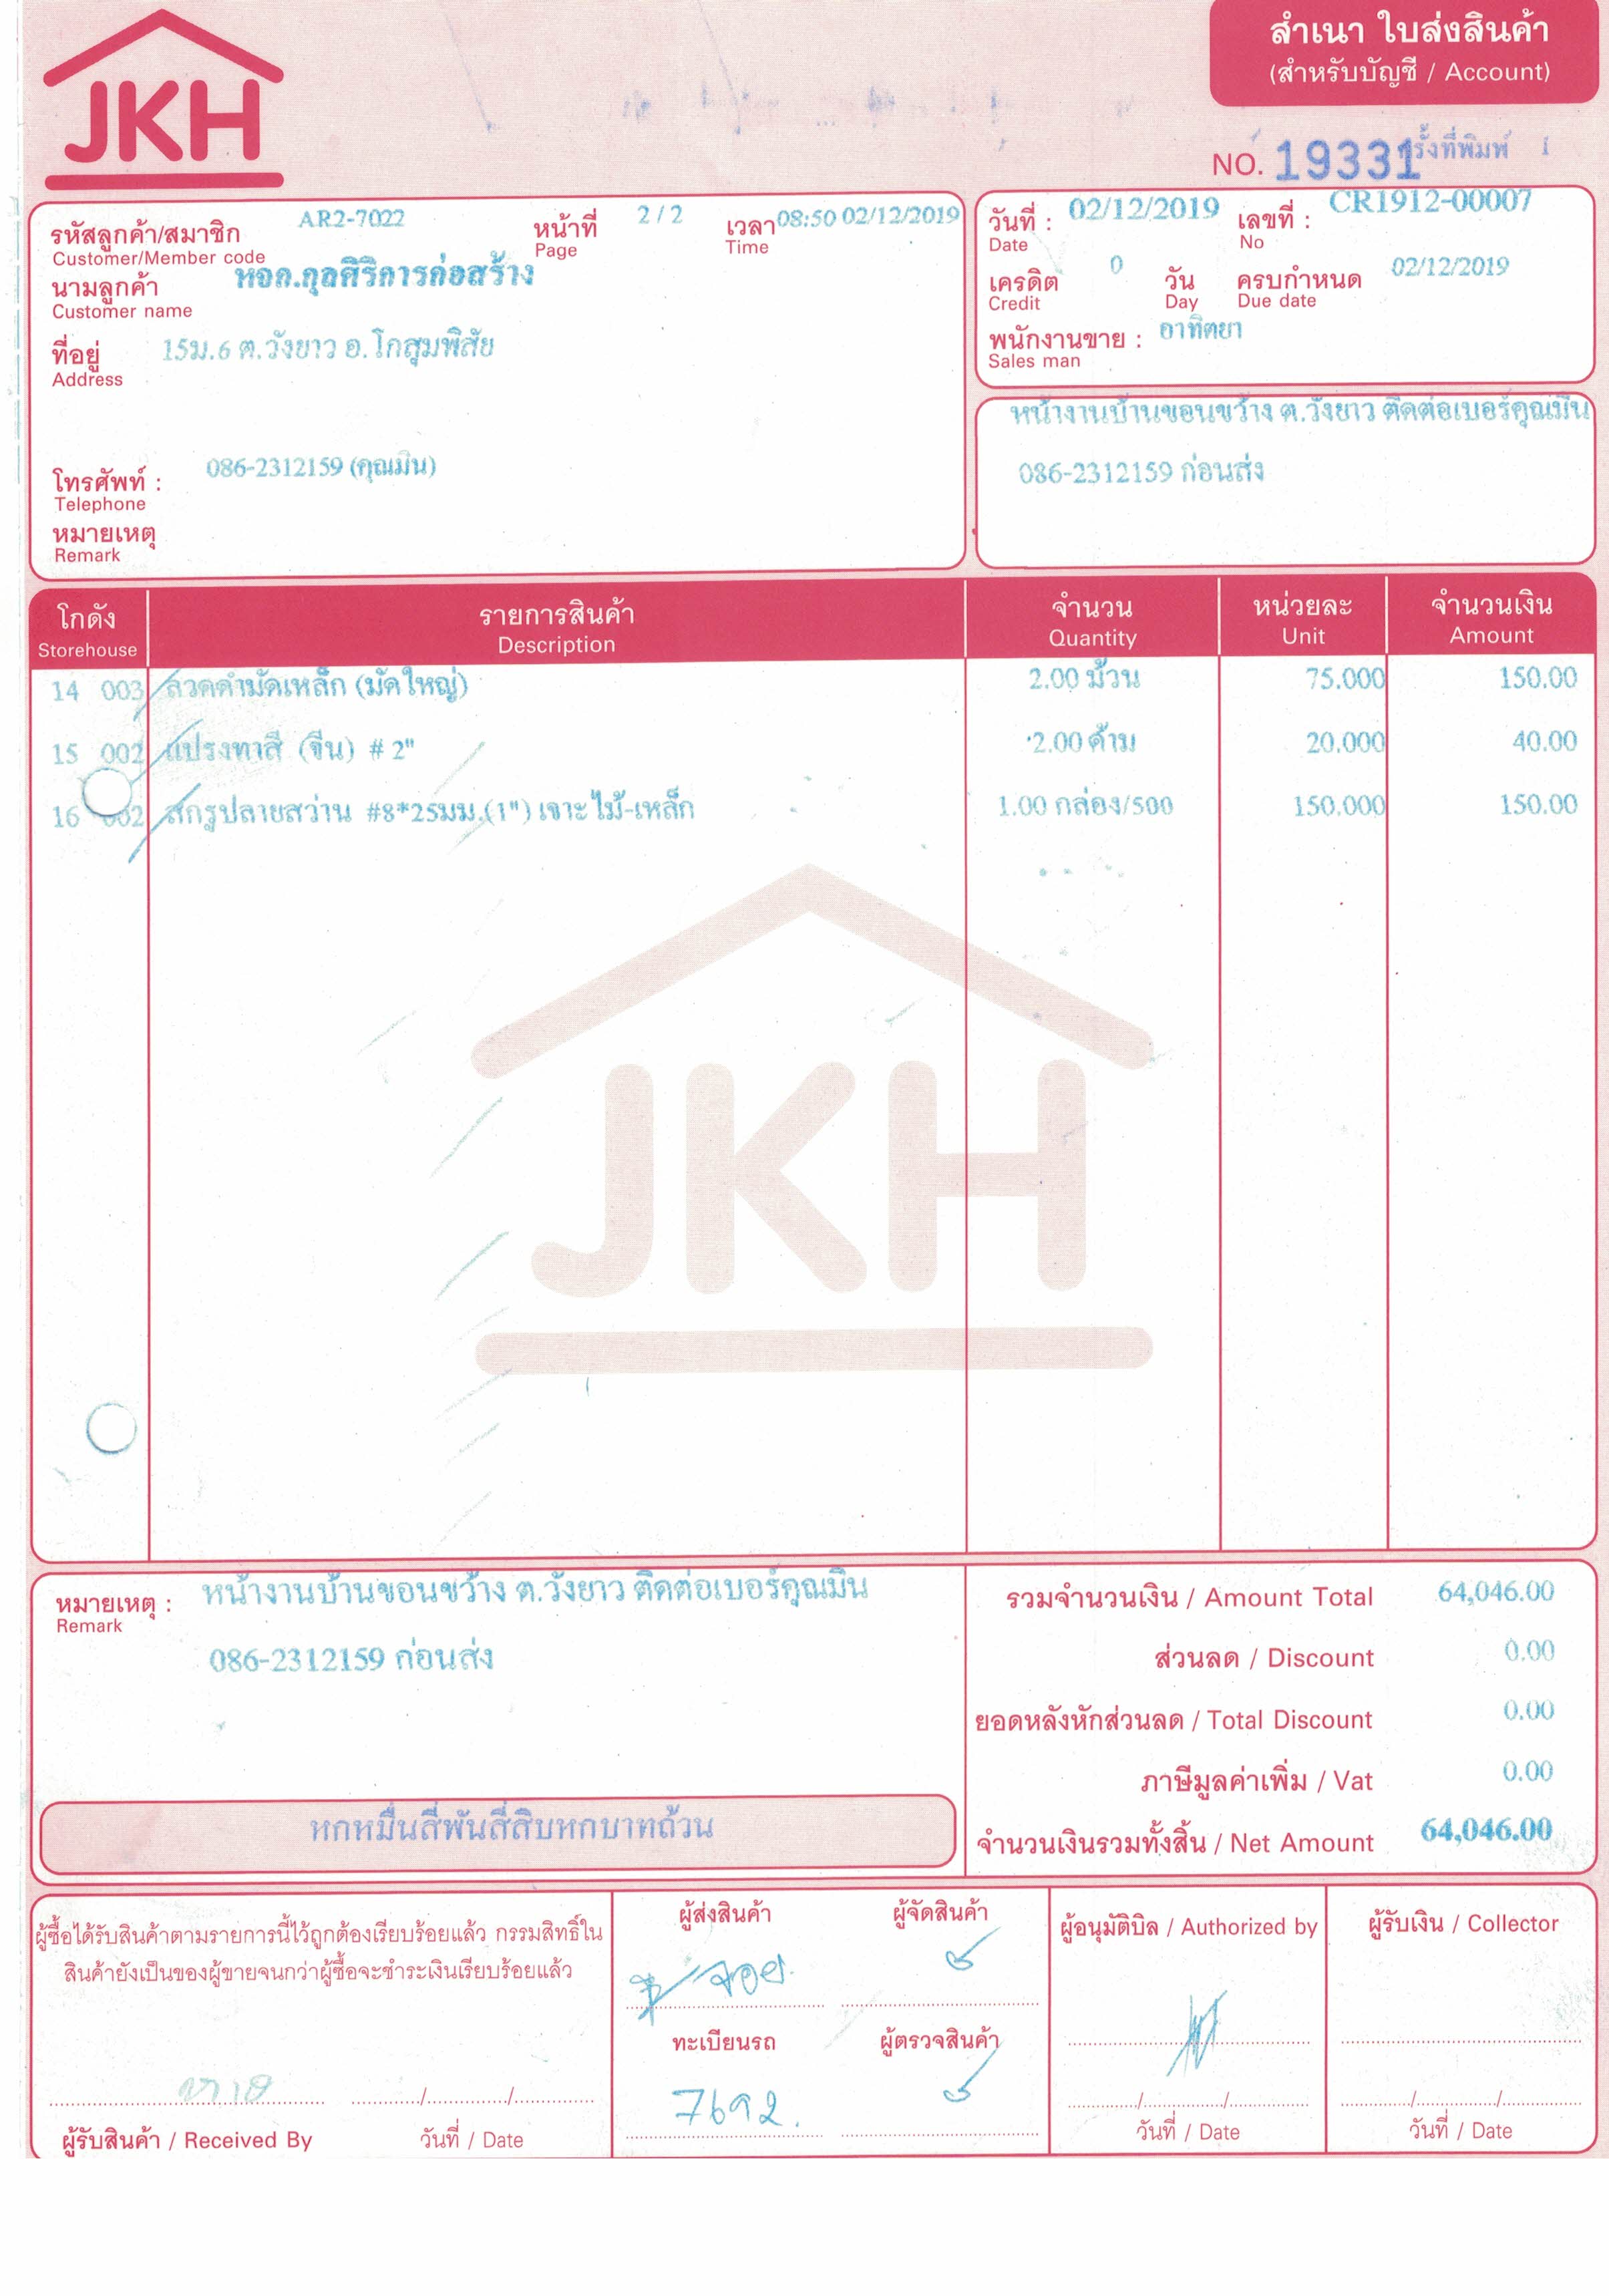 JKH
สำเนา ใบส่งสินค้า
(สำหรับบัญชี / Account)
NO. 19331 ครั้งที่พิมพ์ 1
รหัสลูกค้า/สมาชิก AR2-7022 หน้าที่ 2 / 2 เวลา 08:50 02/12/2019
Customer/Member code Page Time
นามลูกค้า หจก.กุลศิริการก่อสร้าง
Customer name
ที่อยู่ 15ม.6 ต.วังยาว อ.โกสุมพิสัย
Address
โทรศัพท์ : 086-2312159 (คุณมิน)
Telephone
หมายเหตุ
Remark
วันที่ : 02/12/2019 เลขที่ : CR1912-00007
Date No
เครดิต 0 วัน ครบกำหนด 02/12/2019
Credit Day Due date
พนักงานขาย : อาทิตยา
Sales man
หน้างานบ้านขอนขว้าง ต.วังยาว ติดต่อเบอร์คุณมิน
086-2312159 ก่อนส่ง
โกดัง รายการสินค้า จำนวน หน่วยละ จำนวนเงิน
Storehouse Description Quantity Unit Amount
14 003 ลวดดำมัดเหล็ก (มัดใหญ่) 2.00 ม้วน 75.000 150.00
15 002 แปรงทาสี (จีน) # 2" 2.00 ด้าม 20.000 40.00
16 002 สกรูปลายสว่าน #8*25มม.(1") เจาะไม้-เหล็ก 1.00 กล่อง/500 150.000 150.00
JKH
หมายเหตุ : หน้างานบ้านขอนขว้าง ต.วังยาว ติดต่อเบอร์คุณมิน
Remark
086-2312159 ก่อนส่ง
หกหมื่นสี่พันสี่สิบหกบาทถ้วน
รวมจำนวนเงิน / Amount Total 64,046.00
ส่วนลด / Discount 0.00
ยอดหลังหักส่วนลด / Total Discount 0.00
ภาษีมูลค่าเพิ่ม / Vat 0.00
จำนวนเงินรวมทั้งสิ้น / Net Amount 64,046.00
ผู้ซื้อได้รับสินค้าตามรายการนี้ไว้ถูกต้องเรียบร้อยแล้ว กรรมสิทธิ์ใน
สินค้ายังเป็นของผู้ขายจนกว่าผู้ซื้อจะชำระเงินเรียบร้อยแล้ว
ผู้รับสินค้า / Received By วันที่ / Date
ผู้ส่งสินค้า ผู้จัดสินค้า
จอย
ทะเบียนรถ ผู้ตรวจสินค้า
7692.
ผู้อนุมัติบิล / Authorized by
วันที่ / Date
ผู้รับเงิน / Collector
วันที่ / Date